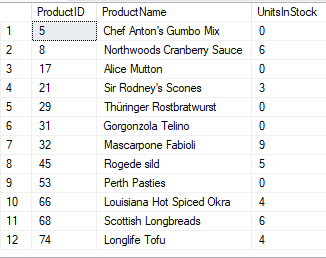 ProductID ProductName UnitsInStock
1 5 Chef Anton's Gumbo Mix 0
2 8 Northwoods Cranberry Sauce 6
3 17 Alice Mutton 0
4 21 Sir Rodney's Scones 3
5 29 Thüringer Rostbratwurst 0
6 31 Gorgonzola Telino 0
7 32 Mascarpone Fabioli 9
8 45 Rogede sild 5
9 53 Perth Pasties 0
10 66 Louisiana Hot Spiced Okra 4
11 68 Scottish Longbreads 6
12 74 Longlife Tofu 4